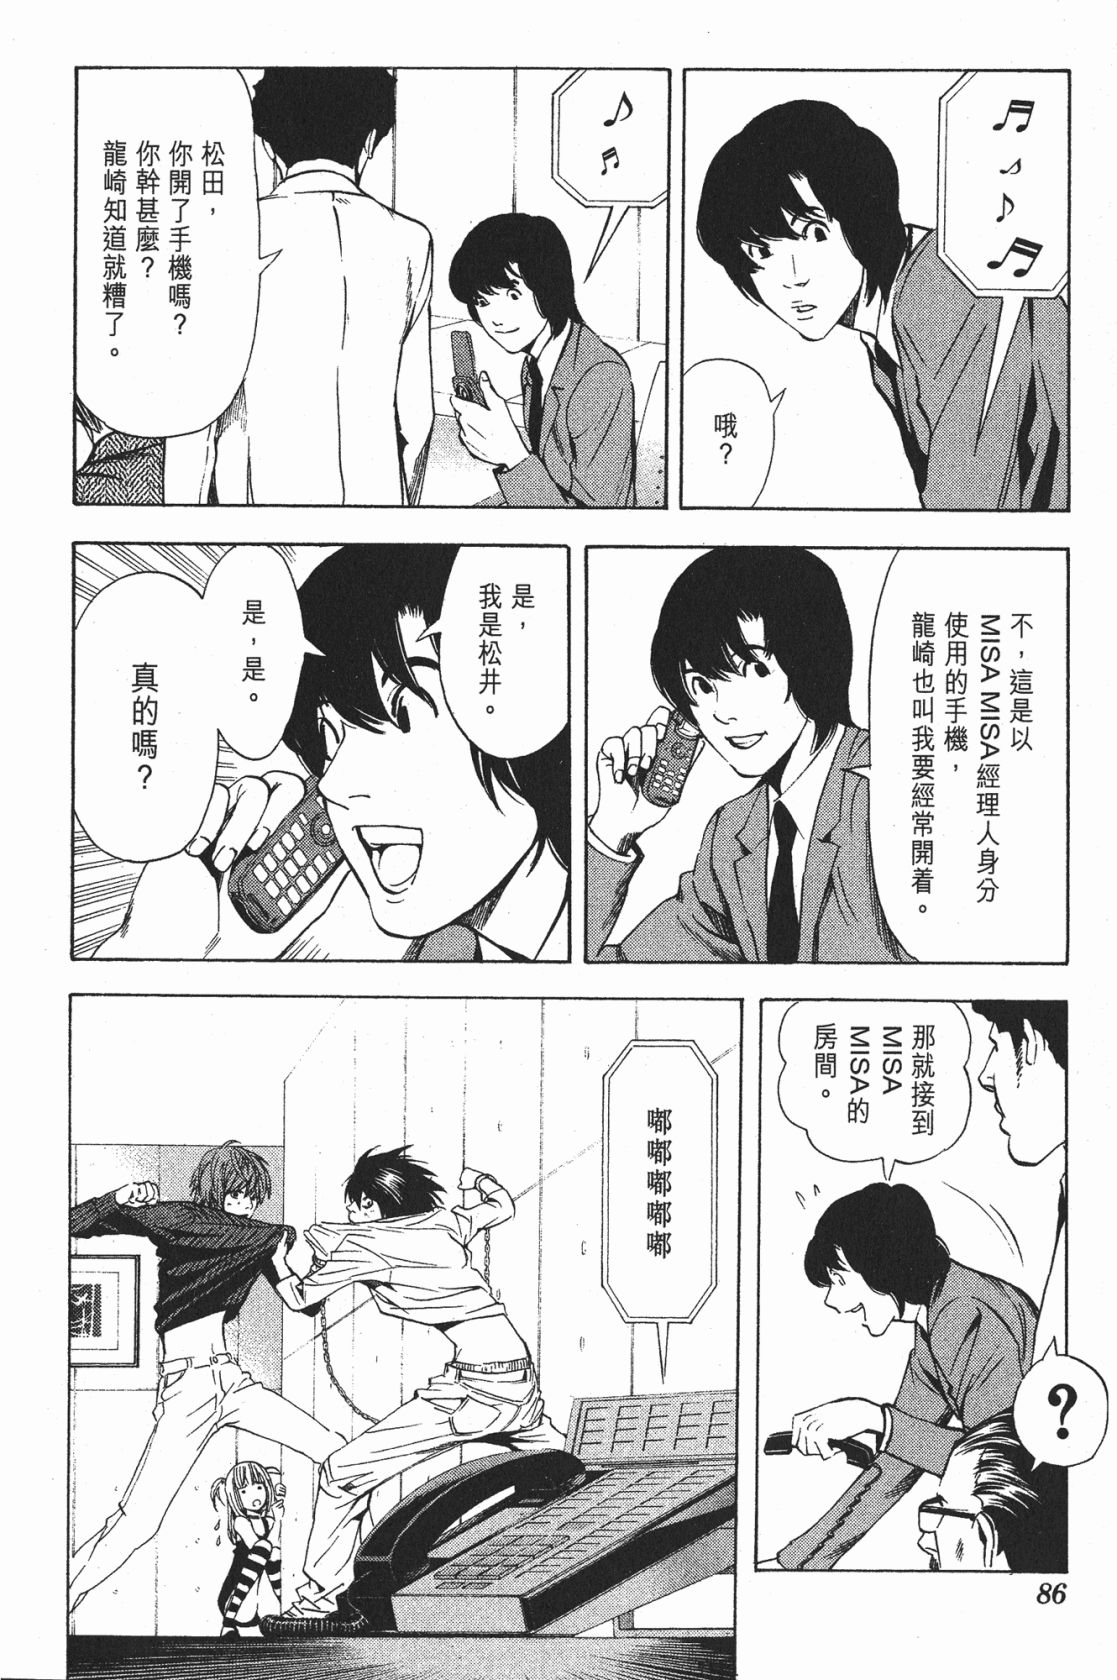 哦？
松田，
你開了手機嗎？
你幹甚麼？
龍崎知道就糟了。
不，這是以
MISA MISA經理人身分
使用的手機，
龍崎也叫我要經常開着。
是，
我是松井。
是，是。
真的嗎？
那就接到
MISA
MISA的
房間。
？
嘟嘟嘟嘟嘟
86